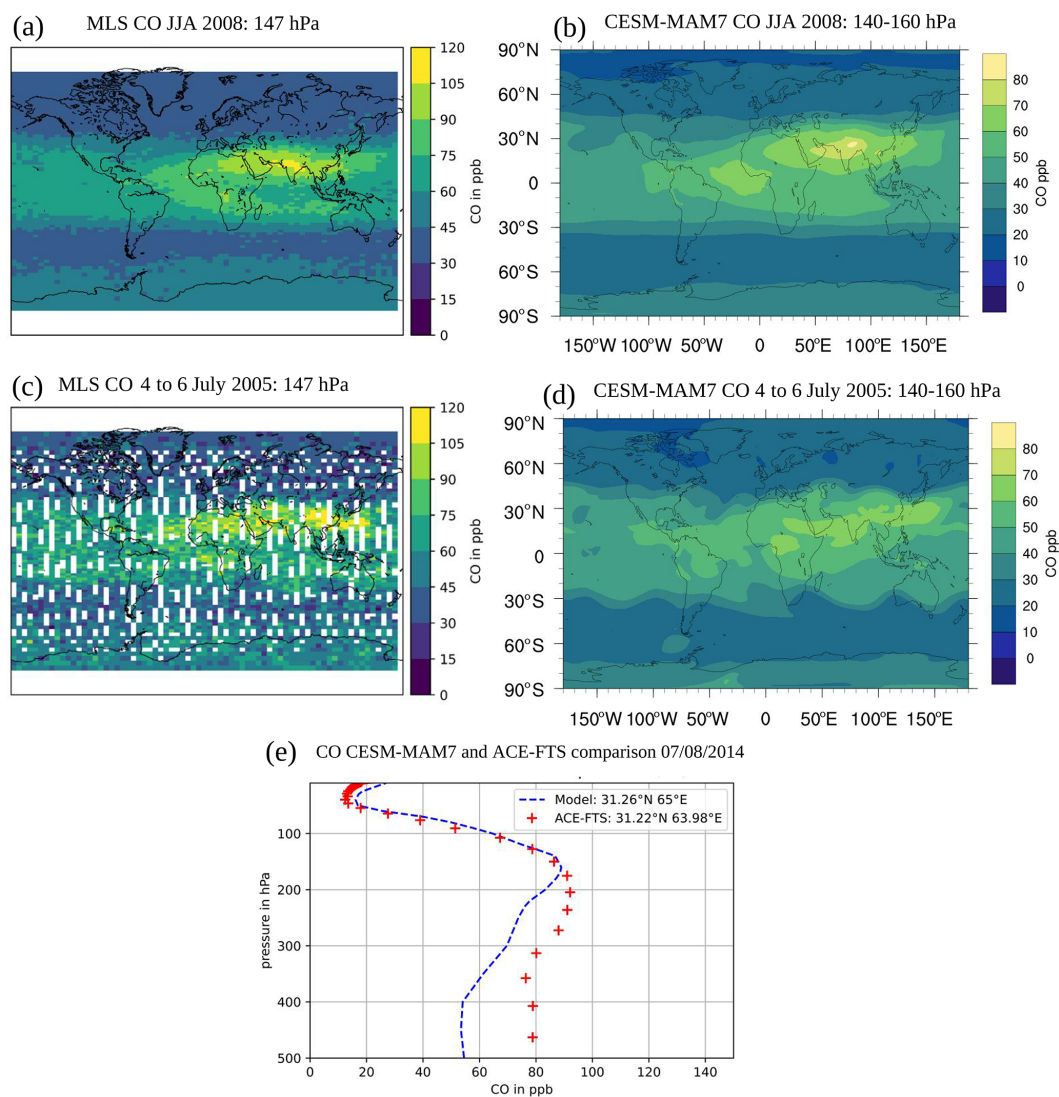 (a) MLS CO JJA 2008: 147 hPa
120
105
90
75
60
45
30
15
0
CO in ppb
(b) CESM-MAM7 CO JJA 2008: 140-160 hPa
90°N
60°N
30°N
0
30°S
60°S
90°S
150°W 100°W 50°W 0 50°E 100°E 150°E
80
70
60
50
40
30
20
10
0
CO ppb
(c) MLS CO 4 to 6 July 2005: 147 hPa
120
105
90
75
60
45
30
15
0
CO in ppb
(d) CESM-MAM7 CO 4 to 6 July 2005: 140-160 hPa
90°N
60°N
30°N
0
30°S
60°S
90°S
150°W 100°W 50°W 0 50°E 100°E 150°E
80
70
60
50
40
30
20
10
0
CO ppb
(e) CO CESM-MAM7 and ACE-FTS comparison 07/08/2014
Model: 31.26°N 65°E
ACE-FTS: 31.22°N 63.98°E
100
200
300
400
500
pressure in hPa
0 20 40 60 80 100 120 140
CO in ppb